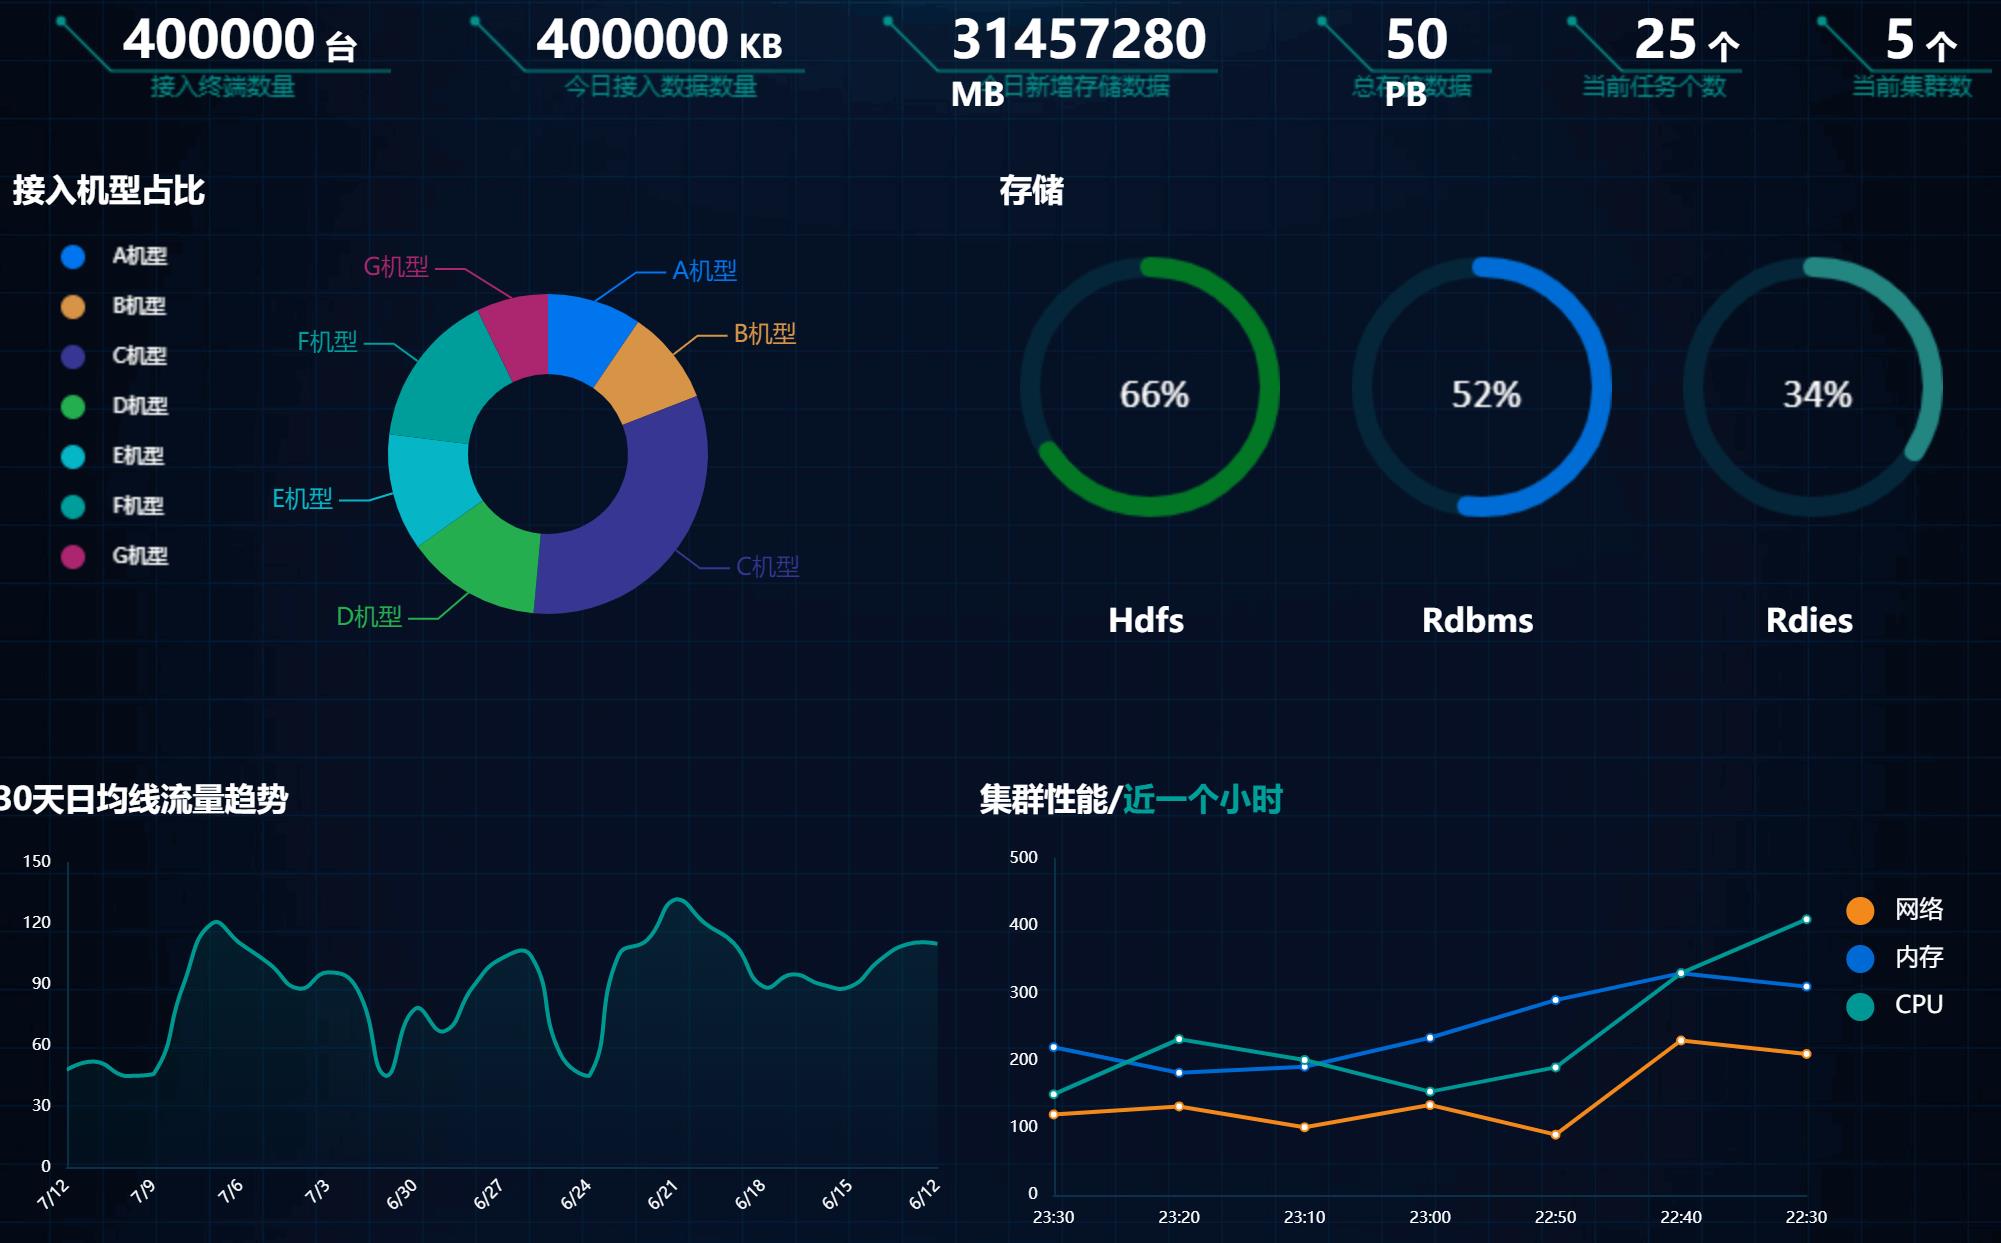 400000 台
接入终端数量
400000 KB
今日接入数据数量
31457280
MB
今日新增存储数据
50
PB
总存储数据
25 个
当前任务个数
5 个
当前集群数
接入机型占比
A机型
B机型
C机型
D机型
E机型
F机型
G机型
G机型
A机型
F机型
B机型
E机型
C机型
D机型
存储
66%
52%
34%
Hdfs
Rdbms
Rdies
30天日均线流量趋势
150
120
90
60
30
0
7/12
7/9
7/6
7/3
6/30
6/27
6/24
6/21
6/18
6/15
6/12
集群性能/近一个小时
500
400
300
200
100
0
23:30
23:20
23:10
23:00
22:50
22:40
22:30
网络
内存
CPU